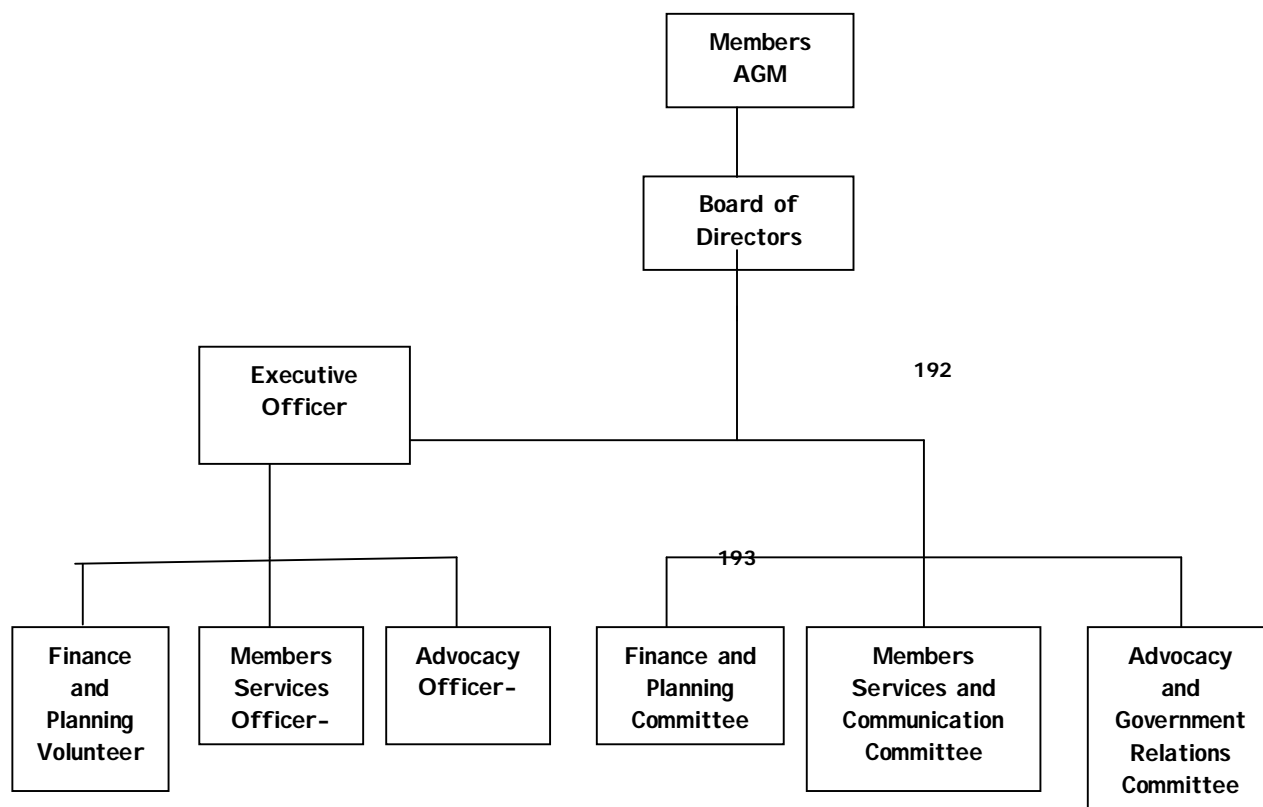 Members
AGM
Board of
Directors
Executive
Officer
192
193
Finance
and
Planning
Volunteer
Members
Services
Officer-
Advocacy
Officer-
Finance and
Planning
Committee
Members
Services and
Communication
Committee
Advocacy
and
Government
Relations
Committee